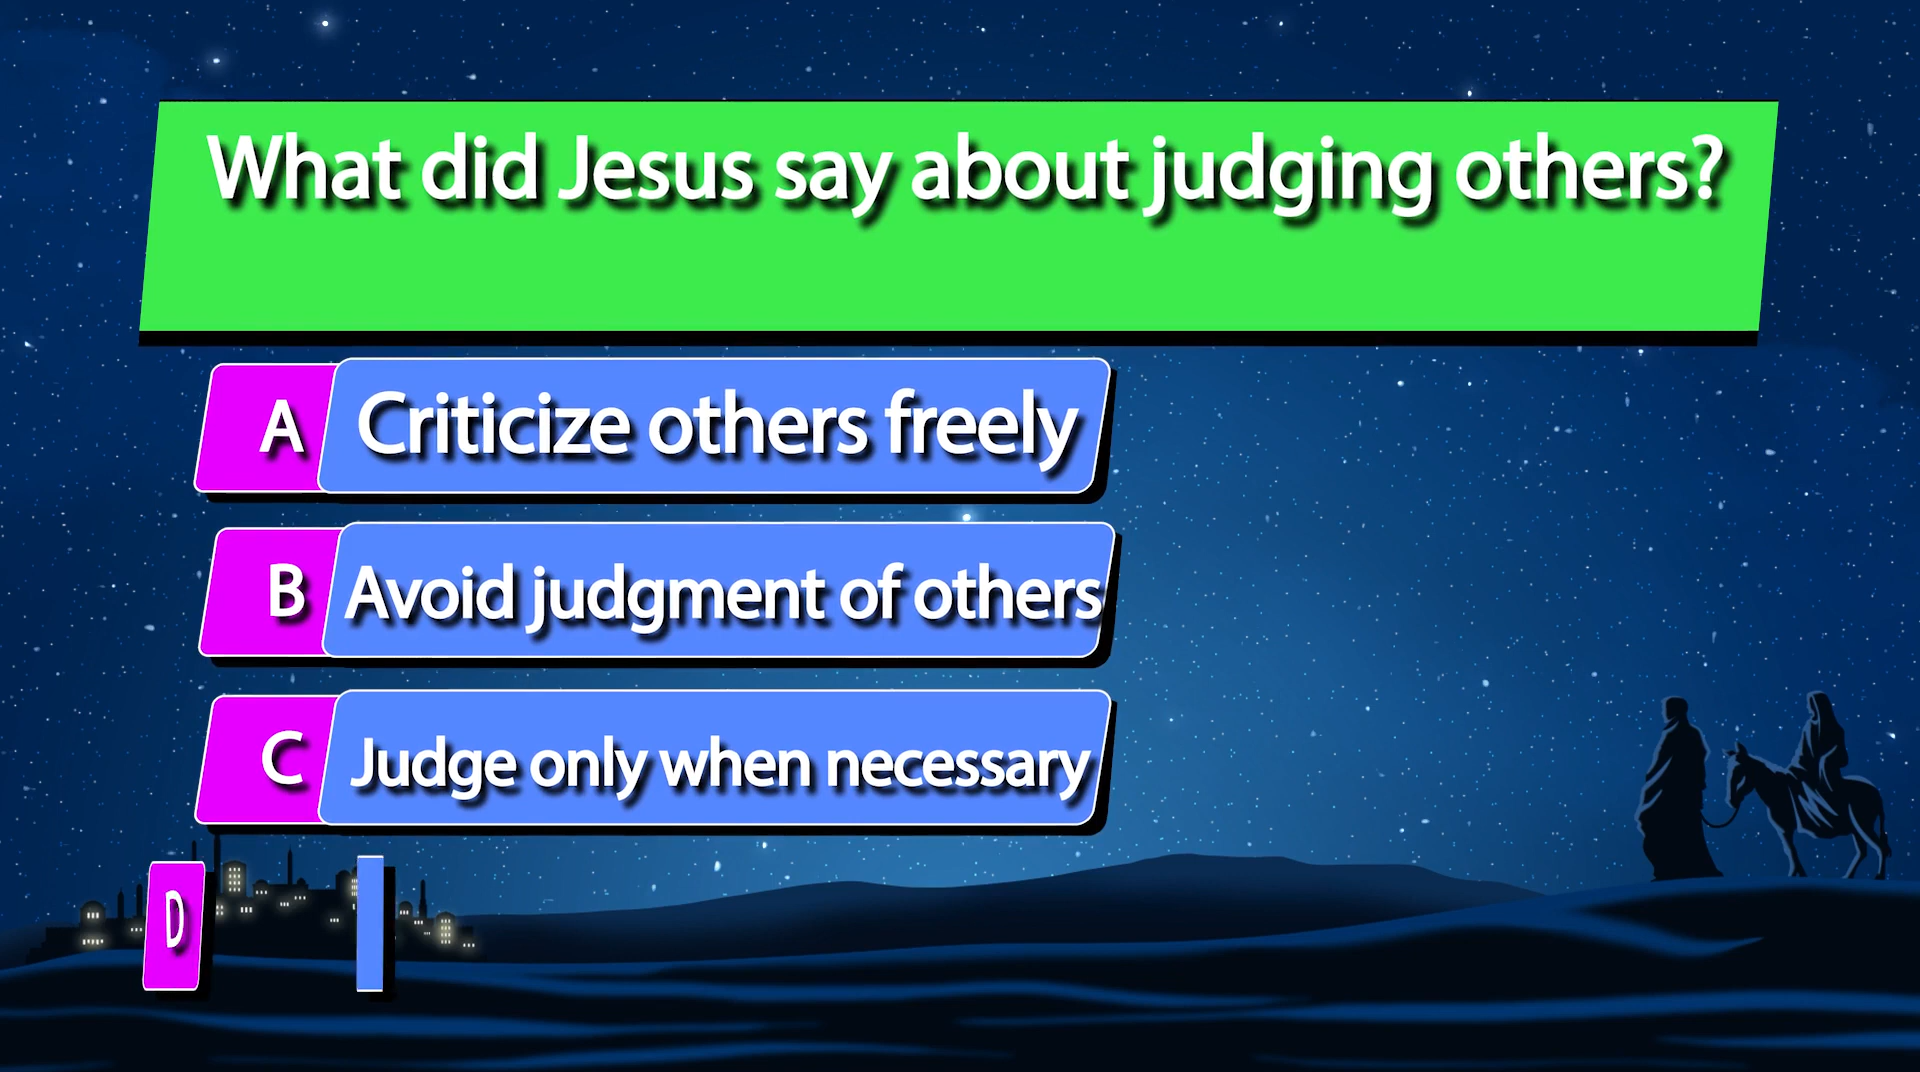 What did Jesus say about judging others?
A Criticize others freely
B Avoid judgment of others
C Judge only when necessary
D